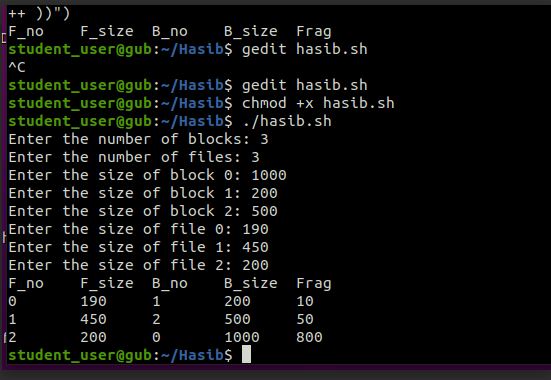 ++ ))")
F_no F_size B_no B_size Frag
student_user@gub:~/Hasib$ gedit hasib.sh
^C
student_user@gub:~/Hasib$ gedit hasib.sh
student_user@gub:~/Hasib$ chmod +x hasib.sh
student_user@gub:~/Hasib$ ./hasib.sh
Enter the number of blocks: 3
Enter the number of files: 3
Enter the size of block 0: 1000
Enter the size of block 1: 200
Enter the size of block 2: 500
Enter the size of file 0: 190
Enter the size of file 1: 450
Enter the size of file 2: 200
F_no F_size B_no B_size Frag
0 190 1 200 10
1 450 2 500 50
2 200 0 1000 800
student_user@gub:~/Hasib$